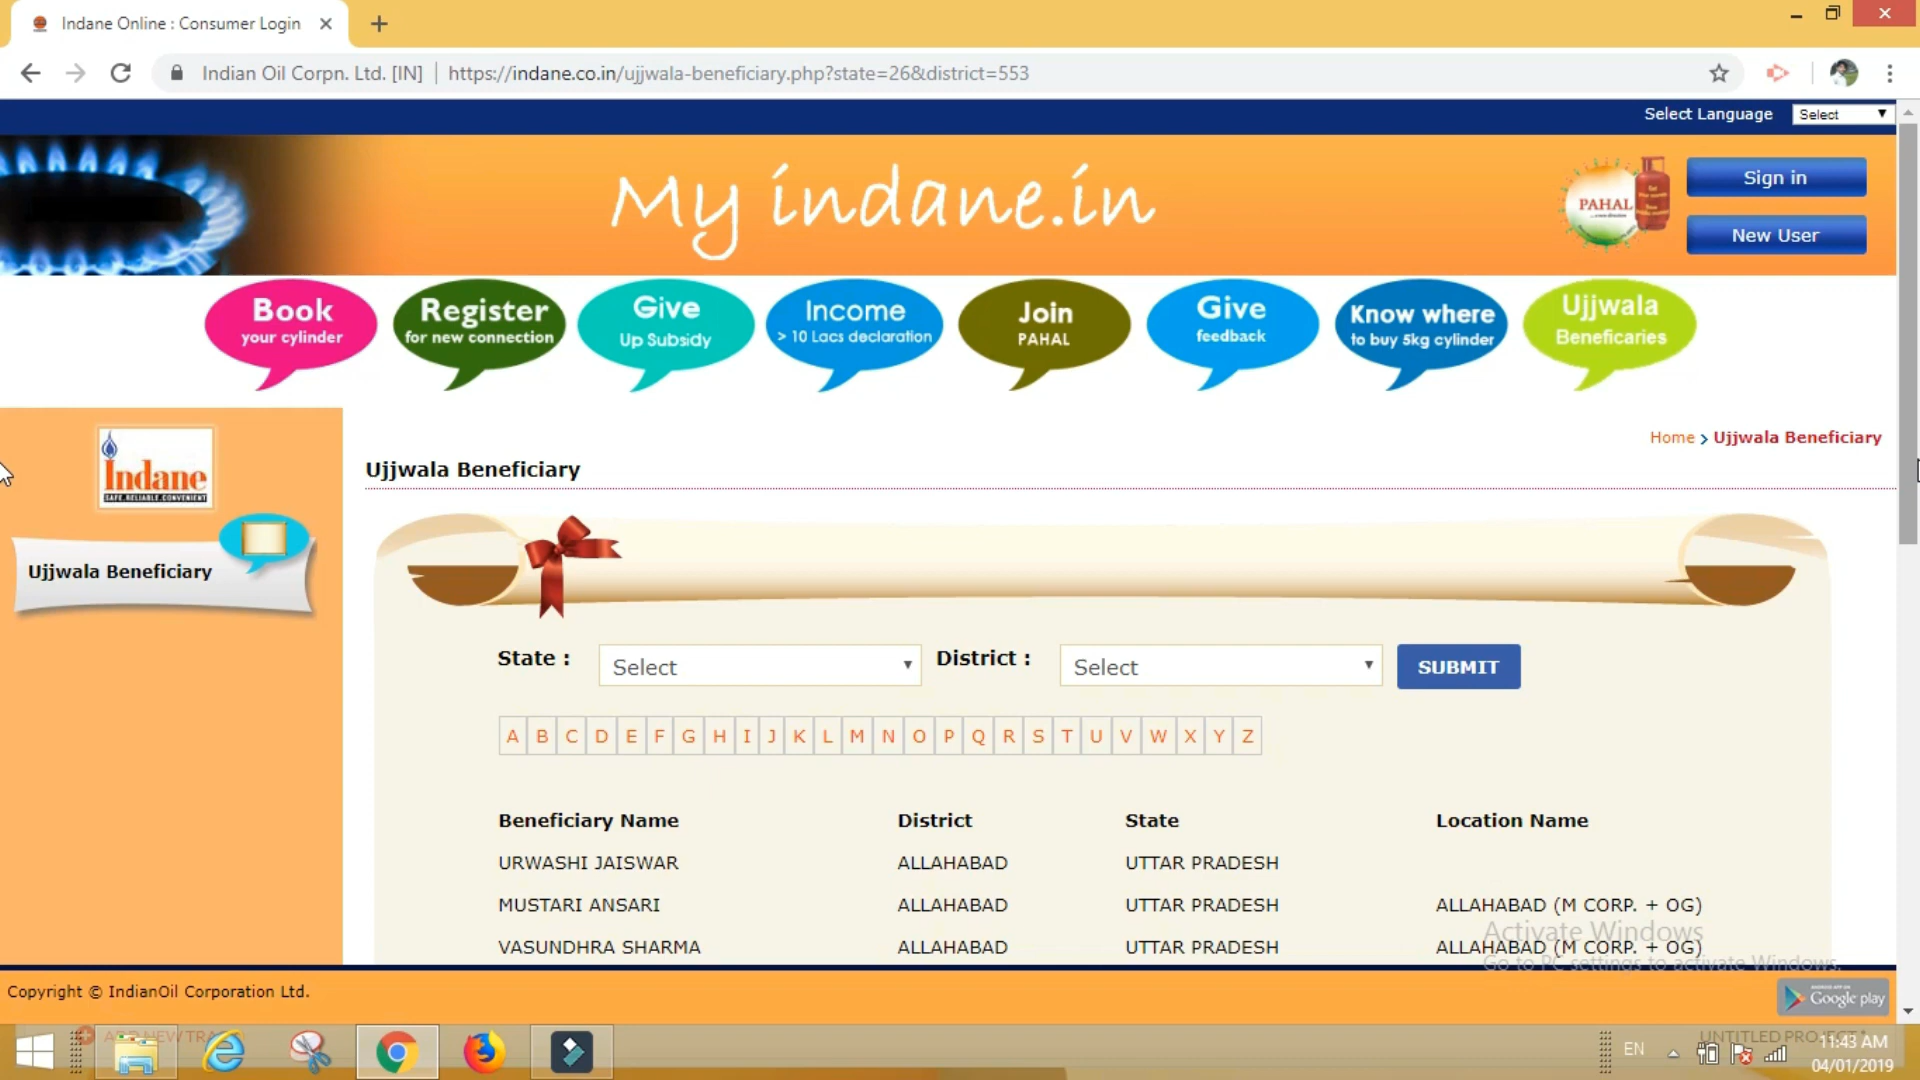 Indane Online : Consumer Login
Indian Oil Corpn. Ltd. [IN] | https://indane.co.in/ujjwala-beneficiary.php?state=26&district=553
Select Language Select
My indane.in
PAHAL
Sign in
New User
Book your cylinder
Register for new connection
Give Up Subsidy
Income > 10 Lacs declaration
Join PAHAL
Give feedback
Know where to buy 5kg cylinder
Ujjwala Beneficaries
Home > Ujjwala Beneficiary
Indane
SAFE.RELIABLE.CONVENIENT
Ujjwala Beneficiary
Ujjwala Beneficiary
State : Select District : Select SUBMIT
A B C D E F G H I J K L M N O P Q R S T U V W X Y Z
Beneficiary Name District State Location Name
URWASHI JAISWAR ALLAHABAD UTTAR PRADESH
MUSTARI ANSARI ALLAHABAD UTTAR PRADESH ALLAHABAD (M CORP. + OG)
VASUNDHRA SHARMA ALLAHABAD UTTAR PRADESH ALLAHABAD (M CORP. + OG)
Activate Windows
Go to PC settings to activate Windows.
Copyright © IndianOil Corporation Ltd.
ANDROID APP ON
Google play
EN
11:43 AM
04/01/2019